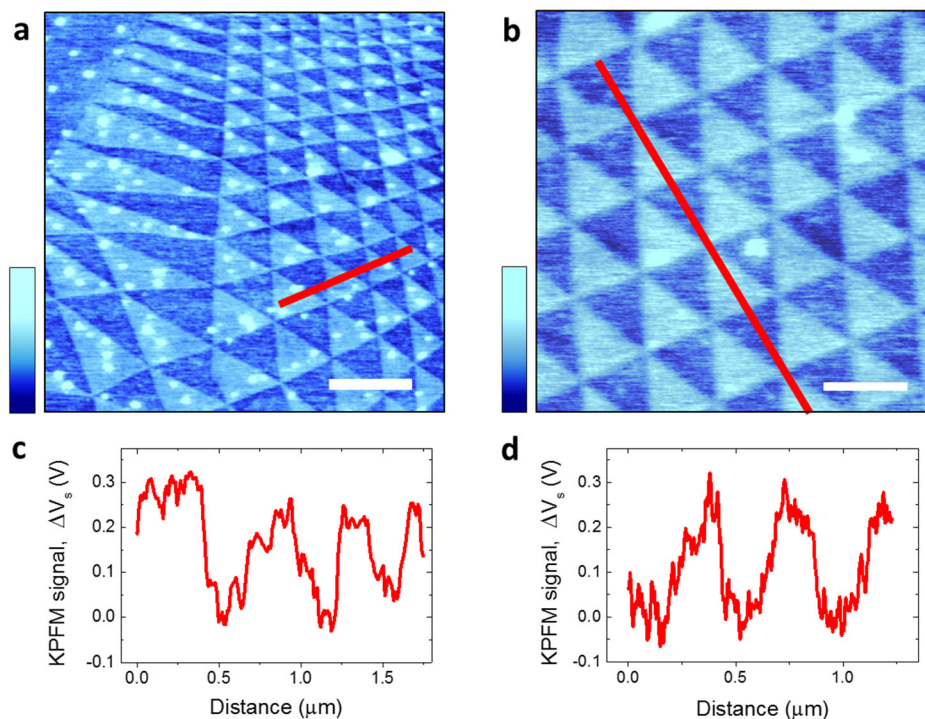 a
b
c
d
KPFM signal, ΔVₛ (V)
0.3
0.2
0.1
0.0
-0.1
0.0
0.5
1.0
1.5
Distance (μm)
KPFM signal, ΔVₛ (V)
0.3
0.2
0.1
0.0
-0.1
0.0
0.5
1.0
Distance (μm)